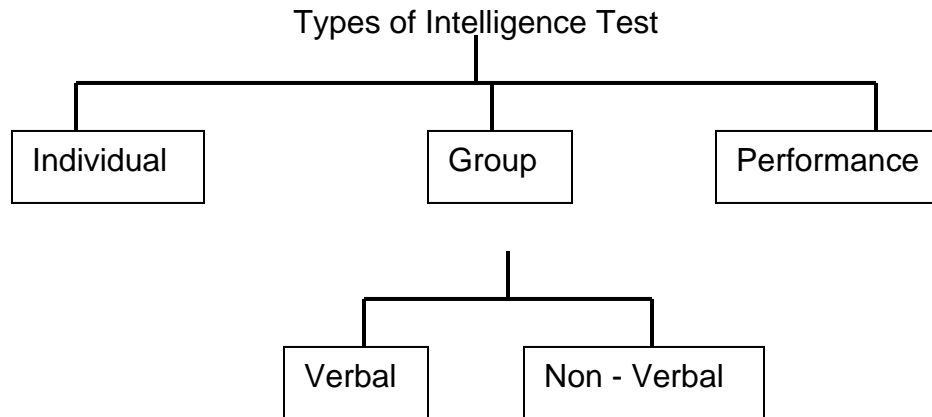 Types of Intelligence Test
Individual
Group
Performance
Verbal
Non - Verbal